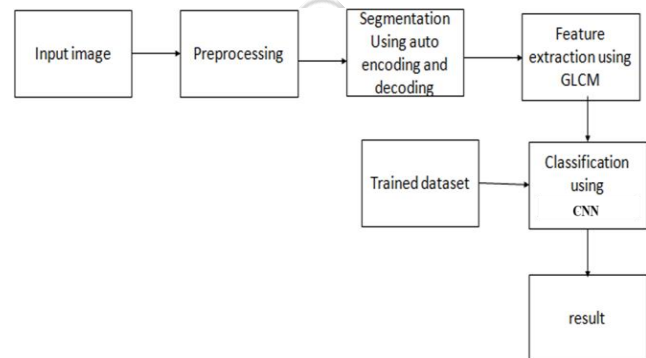 Input image
Preprocessing
Segmentation
Using auto
encoding and
decoding
Feature
extraction using
GLCM
Trained dataset
Classification
using
CNN
result